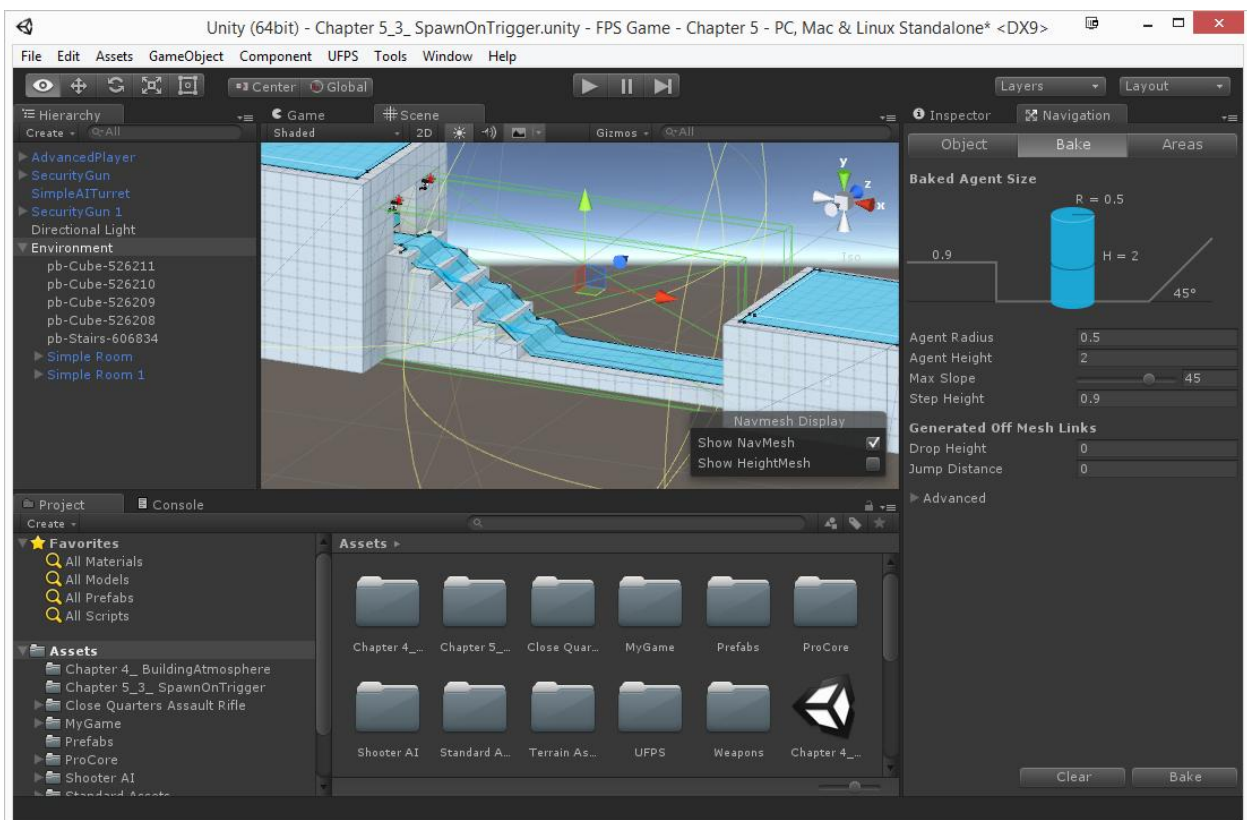 Unity (64bit) - Chapter 5_3_ SpawnOnTrigger.unity - FPS Game - Chapter 5 - PC, Mac & Linux Standalone* <DX9>
File Edit Assets GameObject Component UFPS Tools Window Help
Center Global
Layers Layout
Hierarchy
Create All
AdvancedPlayer
SecurityGun
SimpleAITurret
SecurityGun 1
Directional Light
Environment
pb-Cube-526211
pb-Cube-526210
pb-Cube-526209
pb-Cube-526208
pb-Stairs-606834
Simple Room
Simple Room 1
Game Scene
Shaded 2D Gizmos All
y
z
x
Iso
Navmesh Display
Show NavMesh
Show HeightMesh
Inspector Navigation
Object Bake Areas
Baked Agent Size
R = 0.5
0.9
H = 2
45°
Agent Radius 0.5
Agent Height 2
Max Slope 45
Step Height 0.9
Generated Off Mesh Links
Drop Height 0
Jump Distance 0
Advanced
Clear Bake
Project Console
Create
Favorites
All Materials
All Models
All Prefabs
All Scripts
Assets
Chapter 4_ BuildingAtmosphere
Chapter 5_3_ SpawnOnTrigger
Close Quarters Assault Rifle
MyGame
Prefabs
ProCore
Shooter AI
Standard Assets
Assets
Chapter 4_... Chapter 5_... Close Quar... MyGame Prefabs ProCore
Shooter AI Standard A... Terrain As... UFPS Weapons Chapter 4_...